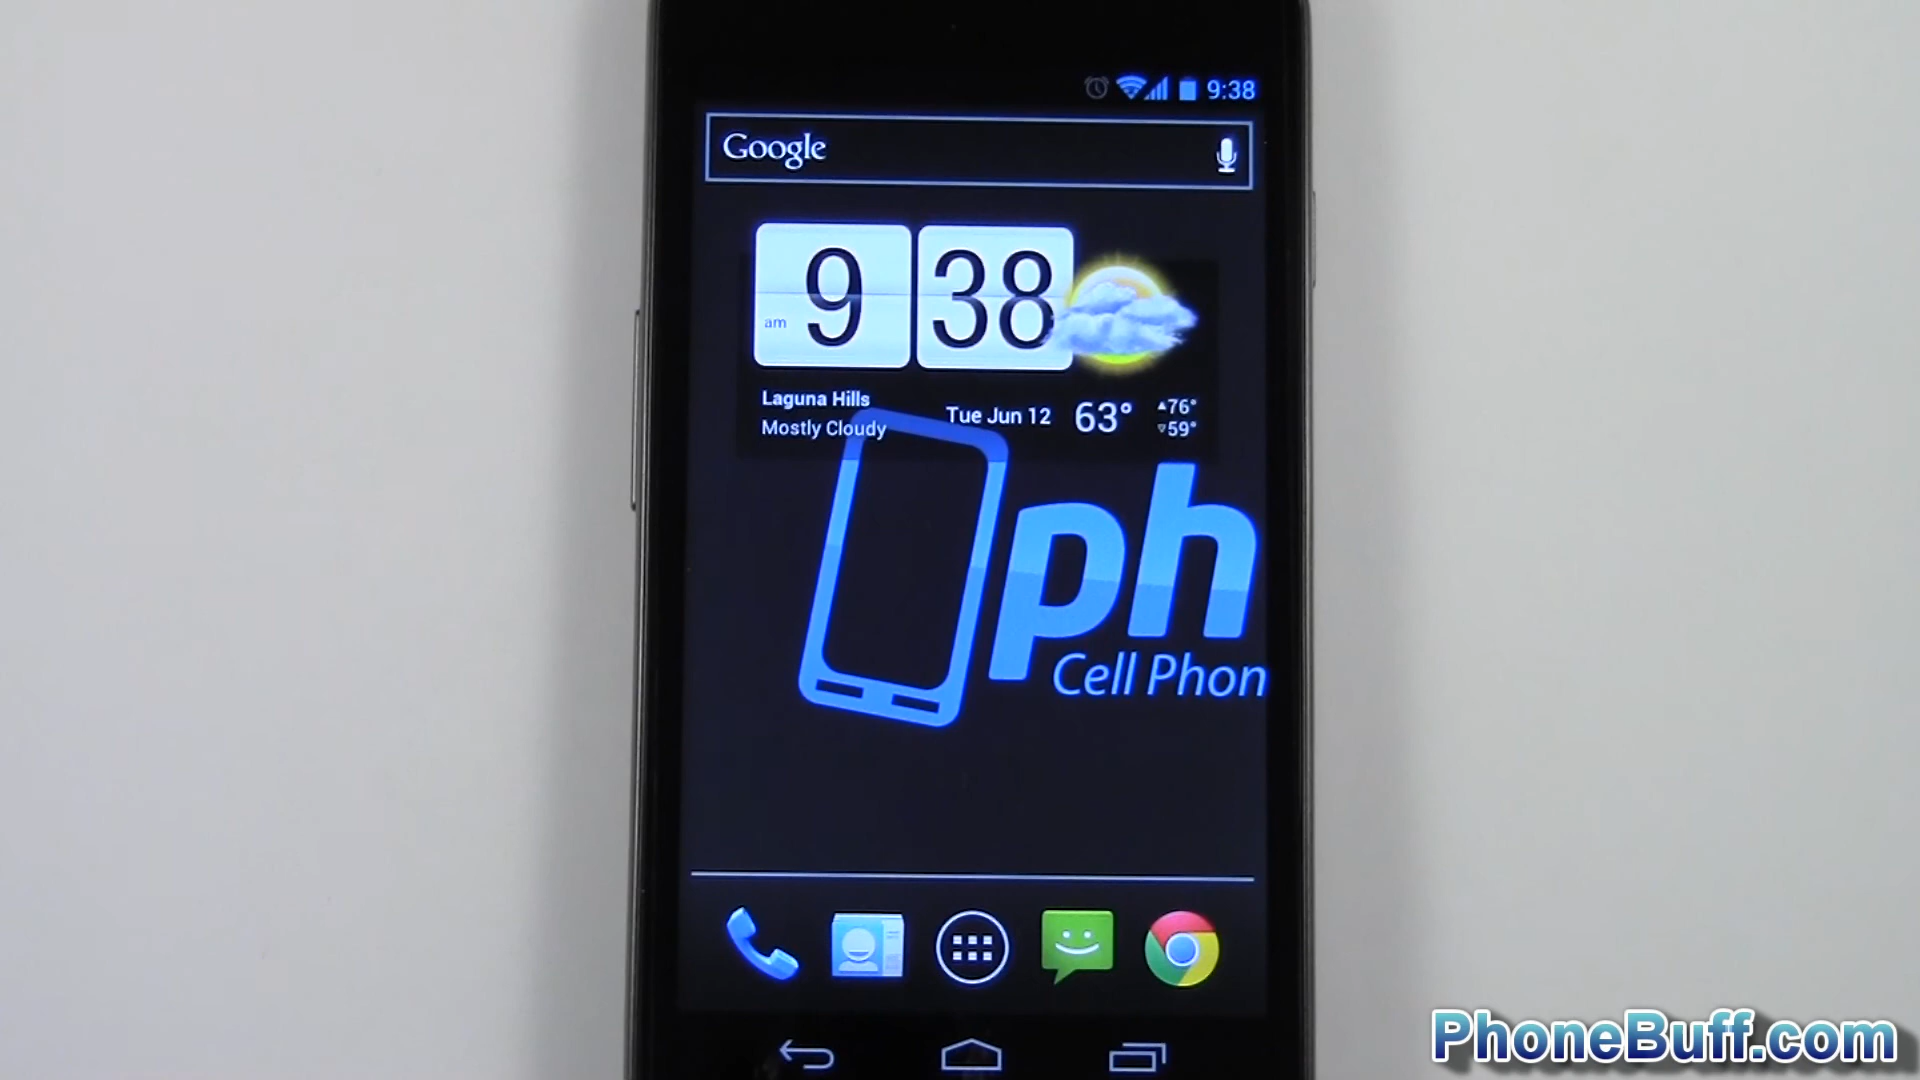 9:38
Google
9 38
am
Laguna Hills
Mostly Cloudy
Tue Jun 12
63°
▲76°
▽59°
ph
Cell Phon
PhoneBuff.com